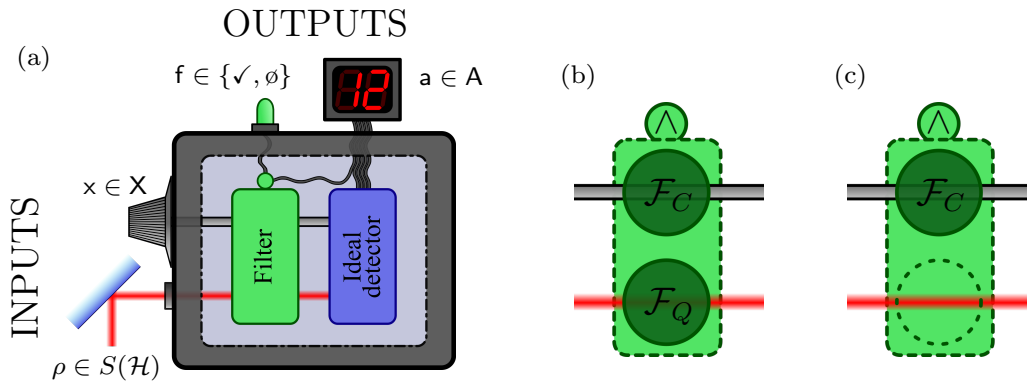 OUTPUTS
(a)
f ∈ {✓, ø}
a ∈ A
12
x ∈ X
INPUTS
Filter
Ideal
detector
ρ ∈ S(ℋ)
(b)
∧
ℱ_C
ℱ_Q
(c)
∧
ℱ_C